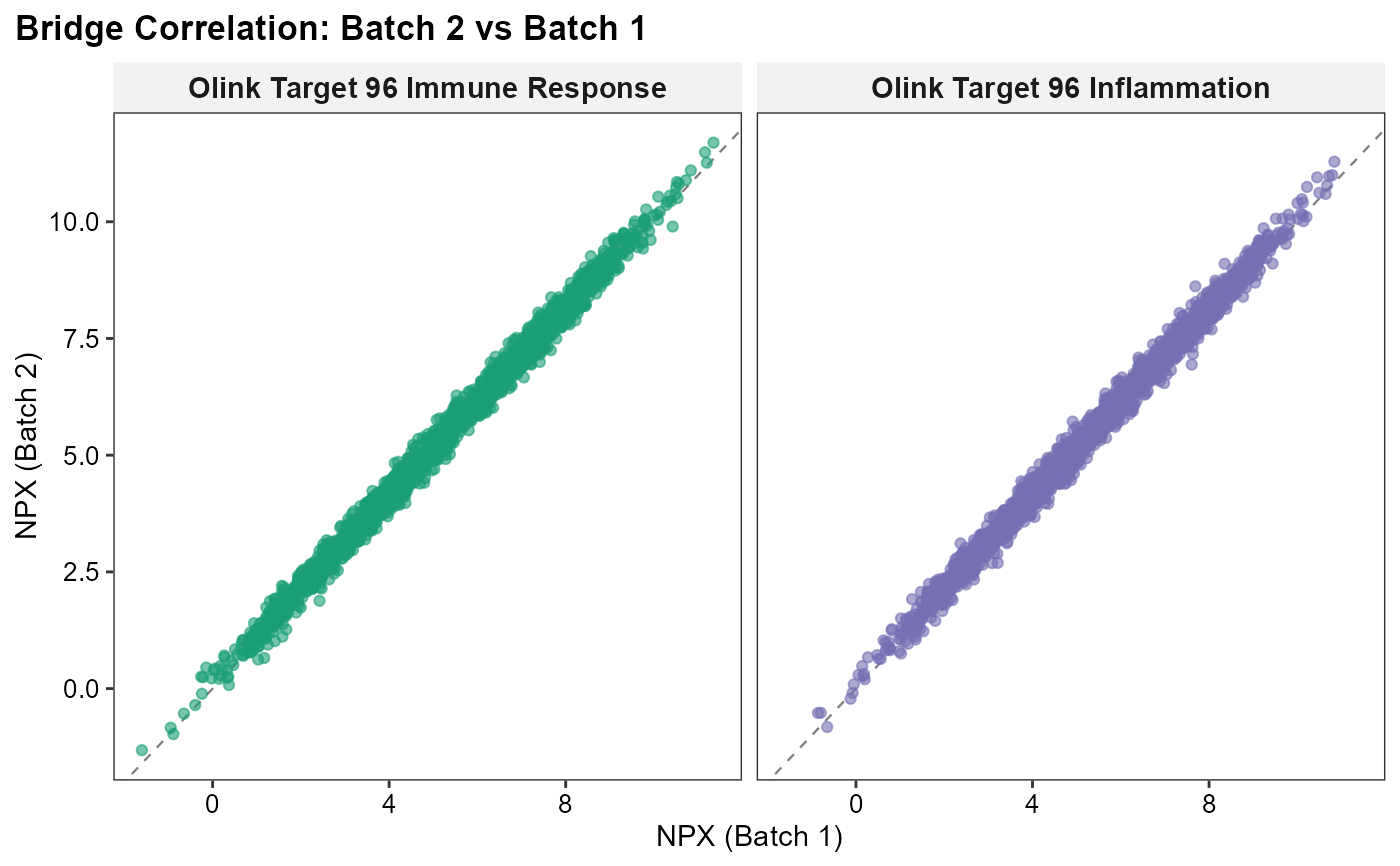 Bridge Correlation: Batch 2 vs Batch 1
Olink Target 96 Immune Response
Olink Target 96 Inflammation
NPX (Batch 2)
10.0
7.5
5.0
2.5
0.0
0 4 8
0 4 8
NPX (Batch 1)